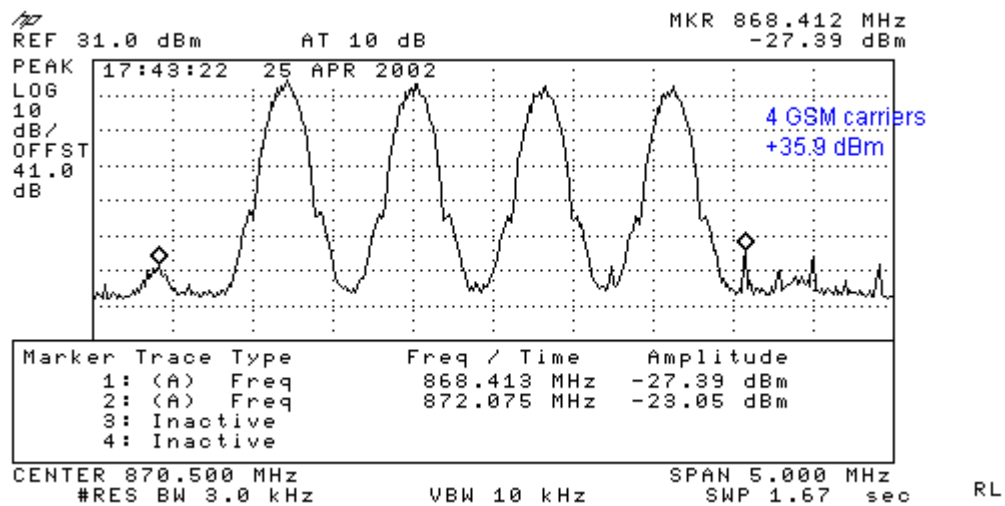 hp
MKR 868.412 MHz
REF 31.0 dBm AT 10 dB -27.39 dBm
PEAK 17:43:22 25 APR 2002
LOG
10
dB/
OFFST
41.0
dB
4 GSM carriers
+35.9 dBm
Marker Trace Type Freq / Time Amplitude
1: (A) Freq 868.413 MHz -27.39 dBm
2: (A) Freq 872.075 MHz -23.05 dBm
3: Inactive
4: Inactive
CENTER 870.500 MHz SPAN 5.000 MHz
#RES BW 3.0 kHz VBW 10 kHz SWP 1.67 sec RL